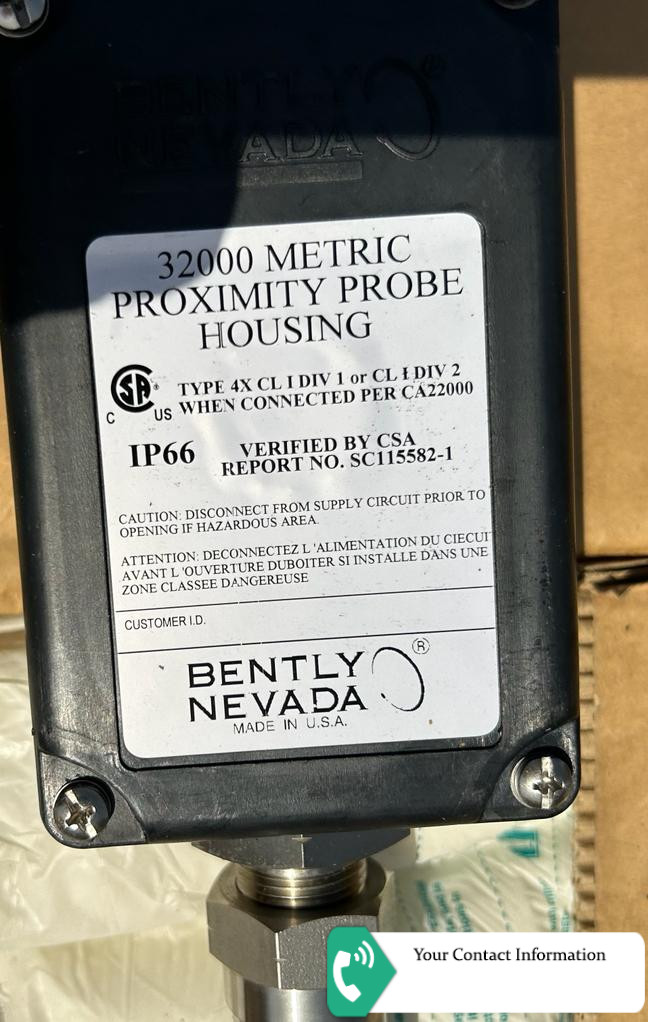 BENTLY
NEVADA
®
32000 METRIC
PROXIMITY PROBE
HOUSING
CSA®
C US
TYPE 4X CL I DIV 1 or CL I DIV 2
WHEN CONNECTED PER CA22000
IP66
VERIFIED BY CSA
REPORT NO. SC115582-1
CAUTION: DISCONNECT FROM SUPPLY CIRCUIT PRIOR TO
OPENING IF HAZARDOUS AREA.
ATTENTION: DECONNECTEZ L'ALIMENTATION DU CIECUI
AVANT L'OUVERTURE DUBOITER SI INSTALLE DANS UNE
ZONE CLASSEE DANGEREUSE
CUSTOMER I.D.
BENTLY
NEVADA
®
MADE IN U.S.A.
Your Contact Information